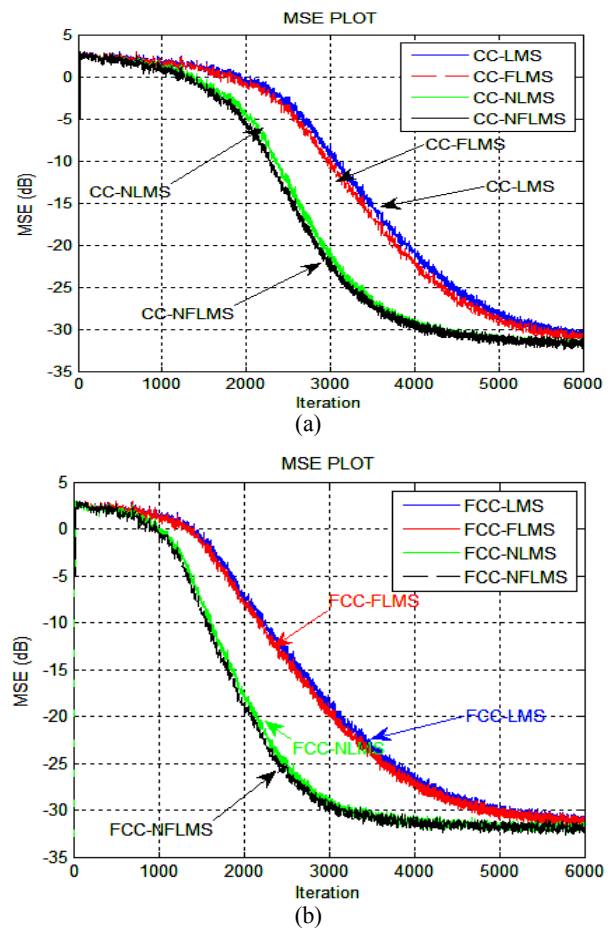 MSE PLOT
5
0
-5
-10
-15
-20
-25
-30
-35
MSE (dB)
CC-LMS
CC-FLMS
CC-NLMS
CC-NFLMS
CC-FLMS
CC-NLMS
CC-LMS
CC-NFLMS
0 1000 2000 3000 4000 5000 6000
Iteration
(a)
MSE PLOT
5
0
-5
-10
-15
-20
-25
-30
-35
MSE (dB)
FCC-LMS
FCC-FLMS
FCC-NLMS
FCC-NFLMS
FCC-FLMS
FCC-LMS
FCC-NLMS
FCC-NFLMS
0 1000 2000 3000 4000 5000 6000
Iteration
(b)